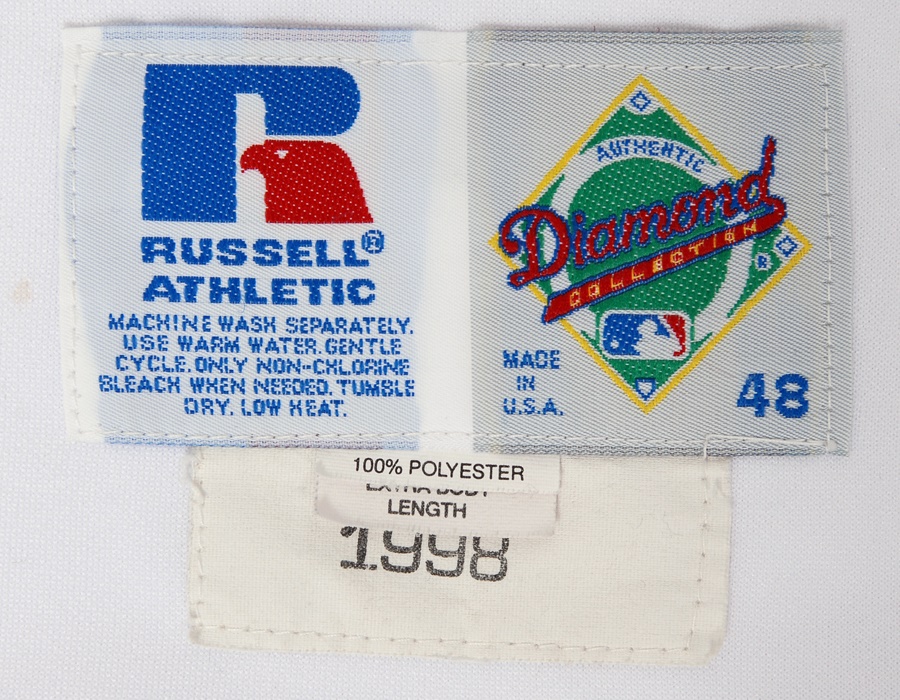 RUSSELL®
ATHLETIC
MACHINE WASH SEPARATELY.
USE WARM WATER.GENTLE
CYCLE.ONLY NON-CHLORINE
BLEACH WHEN NEEDED. TUMBLE
DRY. LOW HEAT.
AUTHENTIC
Diamond
COLLECTION
®
MADE
IN
U.S.A.
48
100% POLYESTER
EXTRA BODY
LENGTH
1998